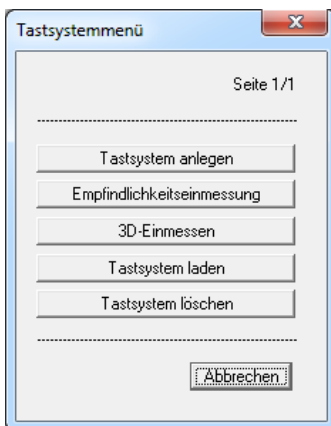 Tastsystemmenü
Seite 1/1
Tastsystem anlegen
Empfindlichkeitseinmessung
3D-Einmessen
Tastsystem laden
Tastsystem löschen
Abbrechen